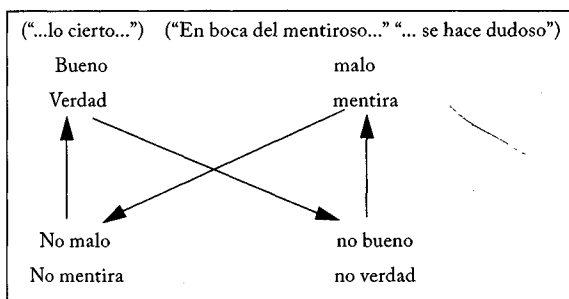 (“...lo cierto...”) (“En boca del mentiroso...” “... se hace dudoso”)
Bueno malo
Verdad mentira
No malo no bueno
No mentira no verdad